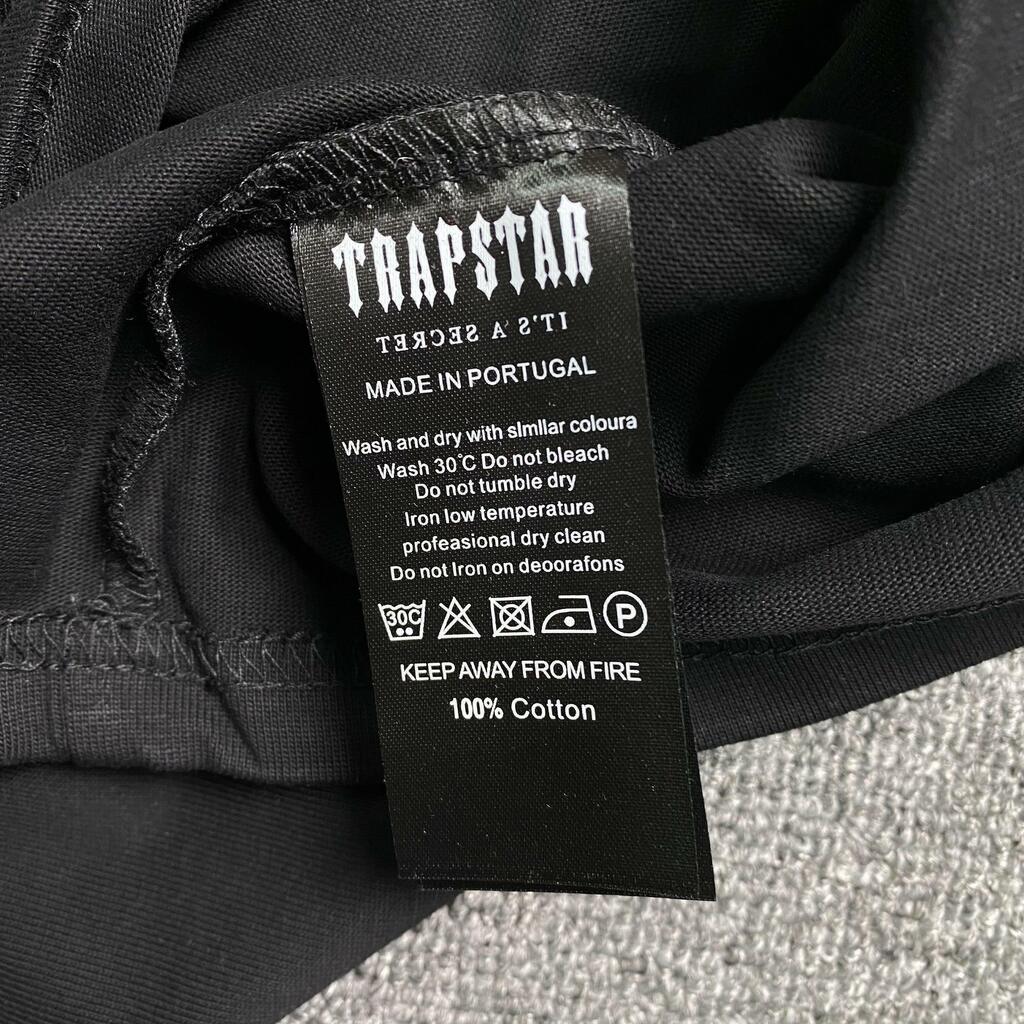 TRAPSTAR
IT'S A SECRET
MADE IN PORTUGAL
Wash and dry with slmllar coloura
Wash 30°C Do not bleach
Do not tumble dry
Iron low temperature
profeasional dry clean
Do not Iron on deoorafons
30C P
KEEP AWAY FROM FIRE
100% Cotton